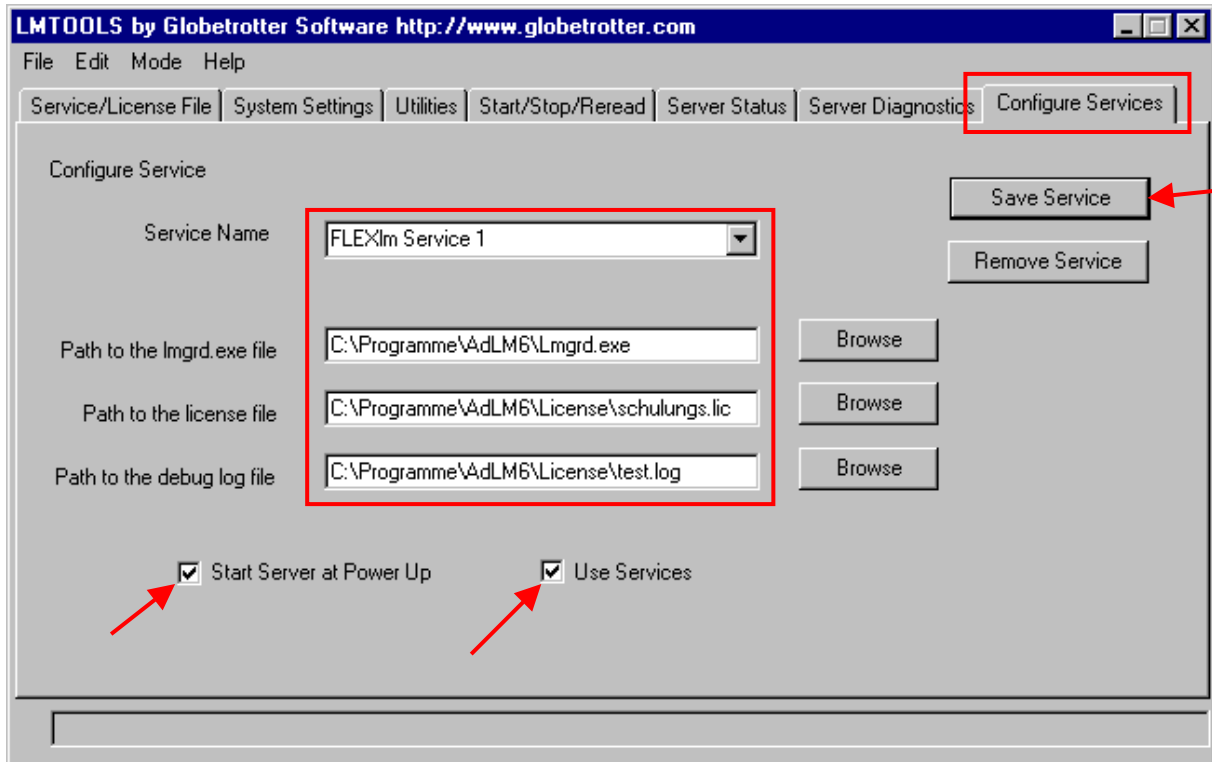 LMTOOLS by Globetrotter Software http://www.globetrotter.com
File Edit Mode Help
Service/License File System Settings Utilities Start/Stop/Reread Server Status Server Diagnostics Configure Services
Configure Service
Save Service
Service Name FLEXlm Service 1
Remove Service
Path to the lmgrd.exe file C:\Programme\AdLM6\Lmgrd.exe Browse
Path to the license file C:\Programme\AdLM6\License\schulungs.lic Browse
Path to the debug log file C:\Programme\AdLM6\License\test.log Browse
Start Server at Power Up Use Services